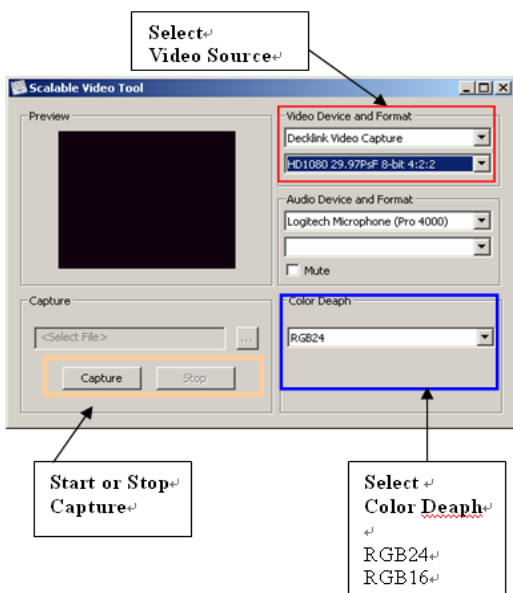 Select
Video Source
Scalable Video Tool
Preview
Video Device and Format
Decklink Video Capture
HD1080 29.97PsF 8-bit 4:2:2
Audio Device and Format
Logitech Microphone (Pro 4000)
Mute
Capture
<Select File>
...
Capture
Stop
Color Deaph
RGB24
Start or Stop
Capture
Select
Color Deaph
RGB24
RGB16